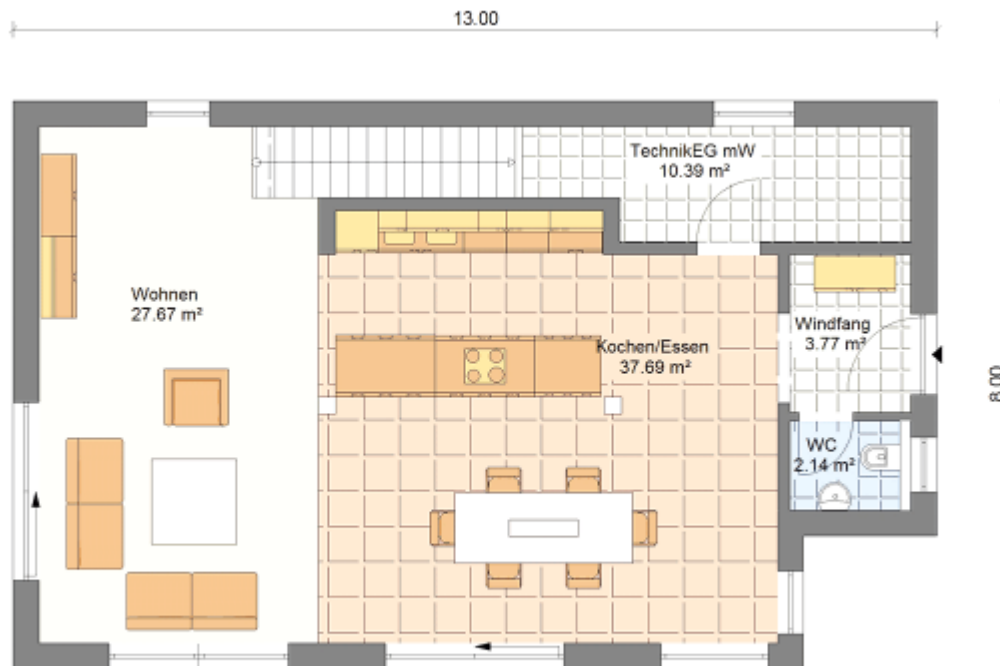 13.00
TechnikEG mW
10.39 m²
Wohnen
27.67 m²
Windfang
3.77 m²
Kochen/Essen
37.69 m²
8.00
WC
2.14 m²